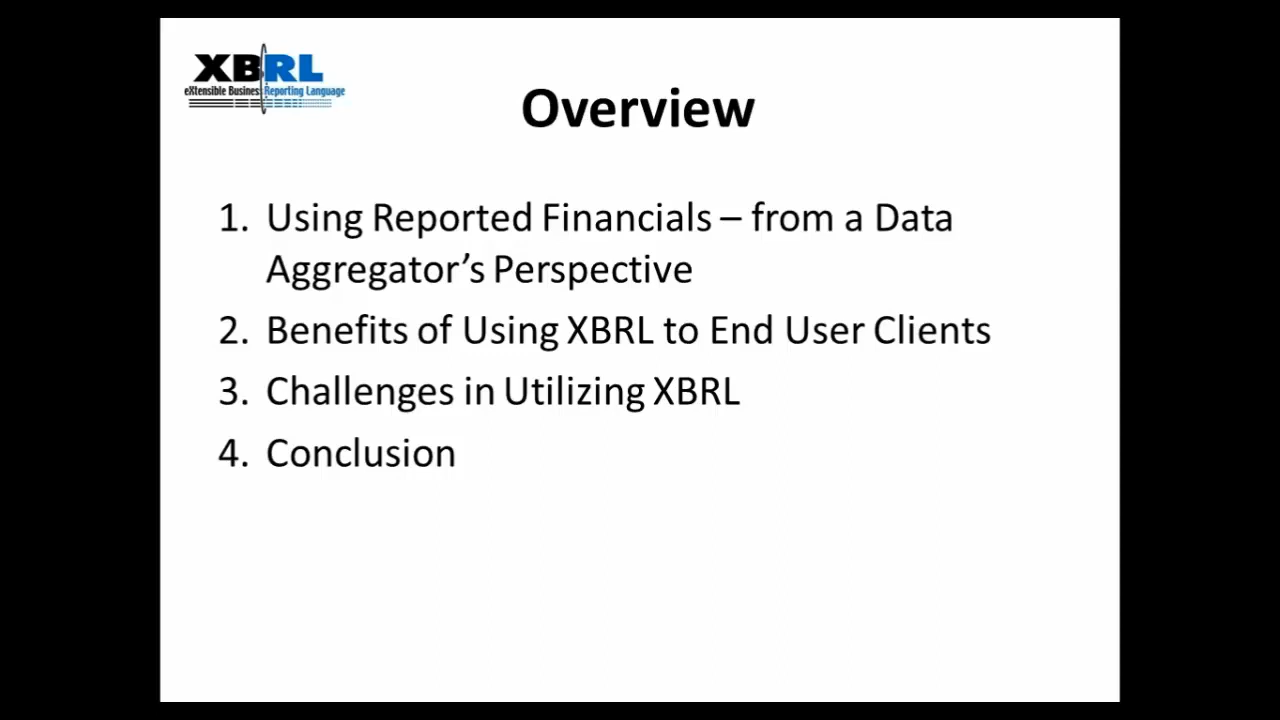 XBRL
eXtensible Business Reporting Language
Overview
1. Using Reported Financials – from a Data
Aggregator’s Perspective
2. Benefits of Using XBRL to End User Clients
3. Challenges in Utilizing XBRL
4. Conclusion